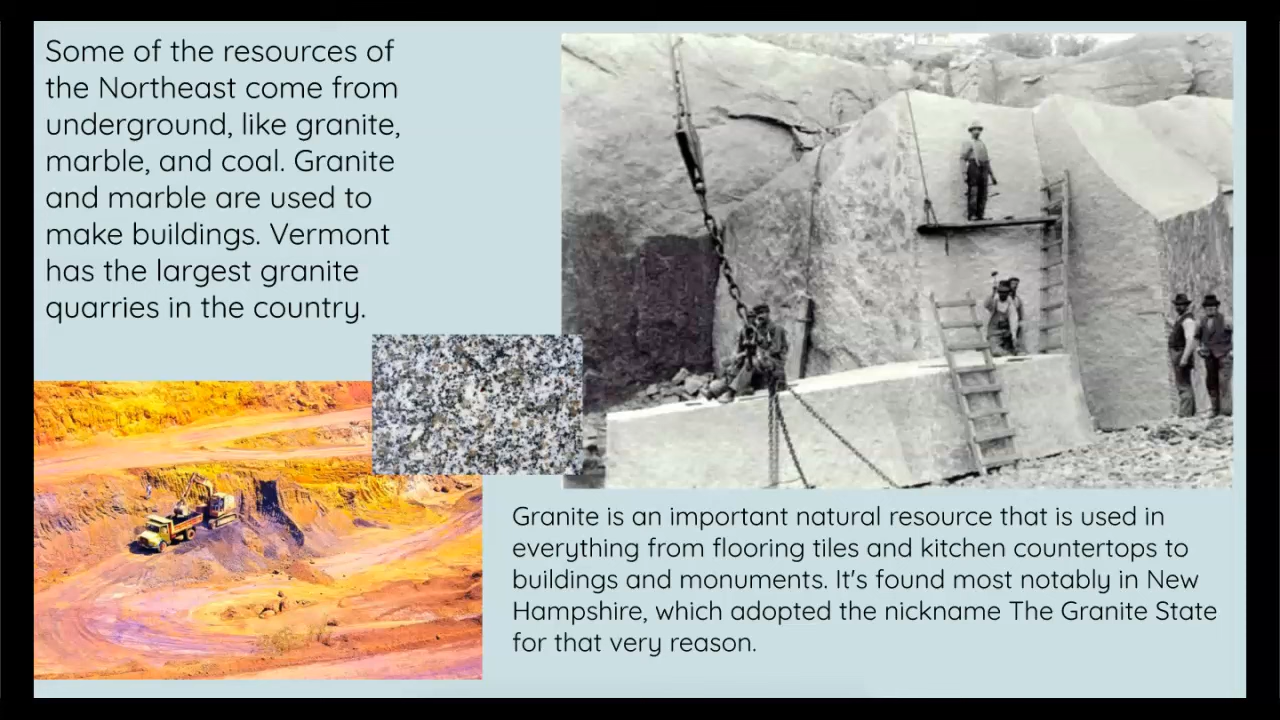 Some of the resources of
the Northeast come from
underground, like granite,
marble, and coal. Granite
and marble are used to
make buildings. Vermont
has the largest granite
quarries in the country.
Granite is an important natural resource that is used in
everything from flooring tiles and kitchen countertops to
buildings and monuments. It's found most notably in New
Hampshire, which adopted the nickname The Granite State
for that very reason.